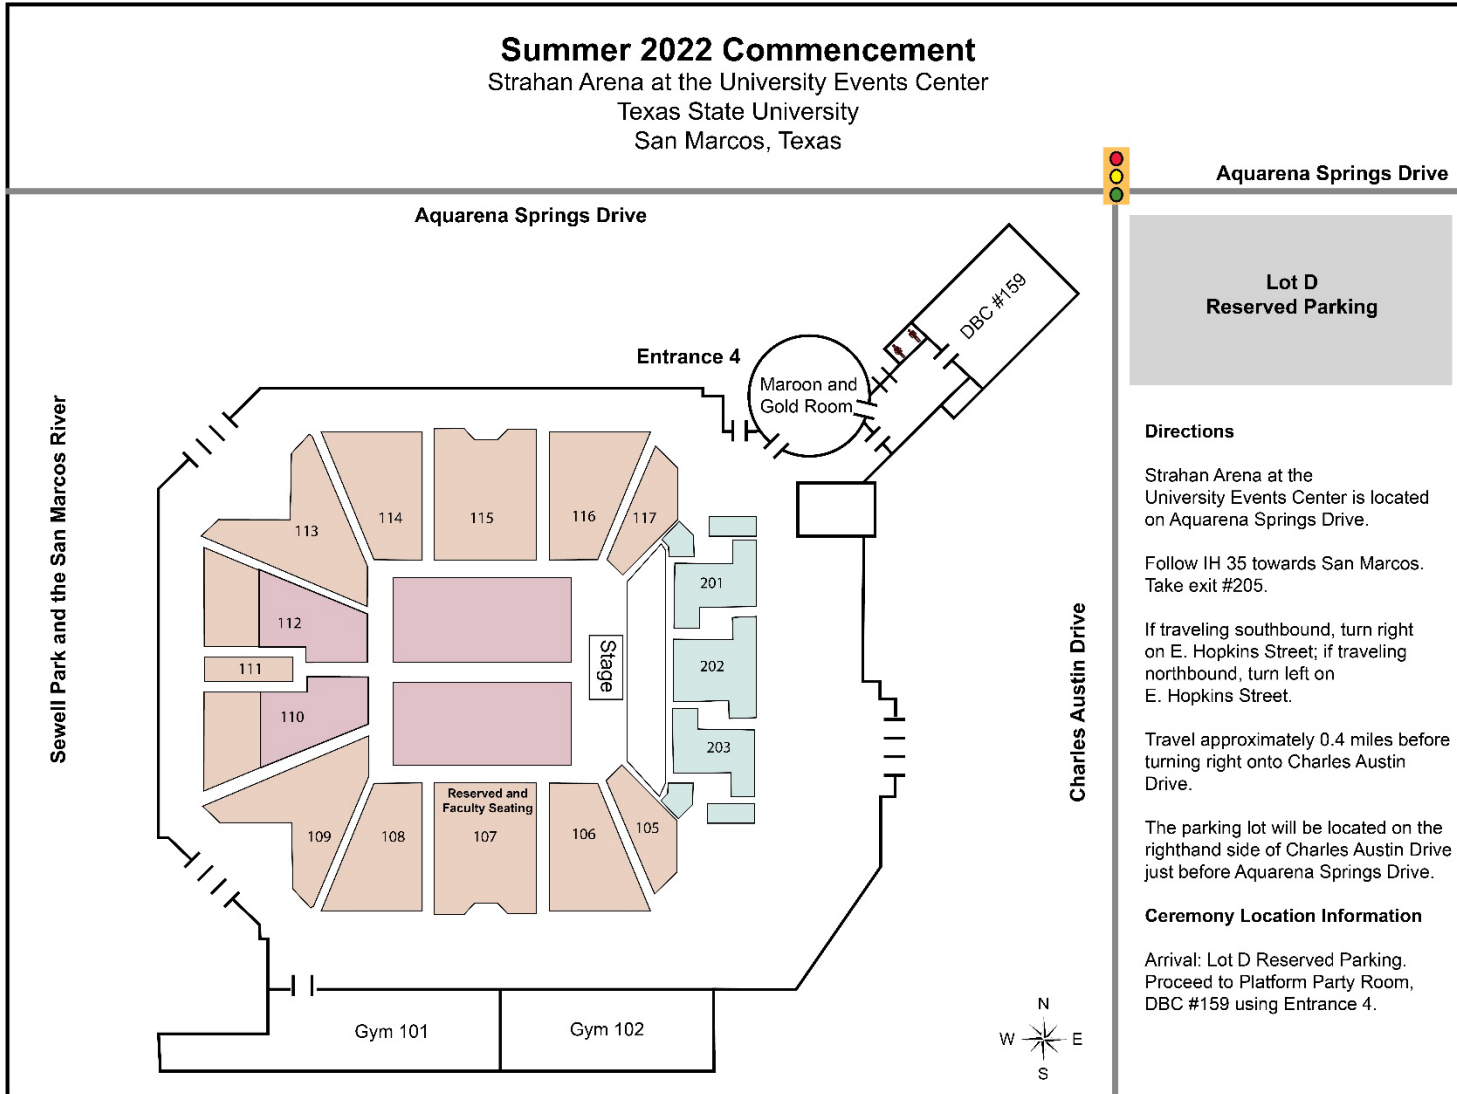 Summer 2022 Commencement
Strahan Arena at the University Events Center
Texas State University
San Marcos, Texas
Aquarena Springs Drive
Aquarena Springs Drive
Lot D
Reserved Parking
DBC #159
Entrance 4
Maroon and
Gold Room
Sewell Park and the San Marcos River
113
114
115
116
117
112
111
110
109
108
Reserved and
Faculty Seating
107
106
105
Stage
201
202
203
Charles Austin Drive
Gym 101
Gym 102
N
W
E
S
Directions
Strahan Arena at the
University Events Center is located
on Aquarena Springs Drive.
Follow IH 35 towards San Marcos.
Take exit #205.
If traveling southbound, turn right
on E. Hopkins Street; if traveling
northbound, turn left on
E. Hopkins Street.
Travel approximately 0.4 miles before
turning right onto Charles Austin
Drive.
The parking lot will be located on the
righthand side of Charles Austin Drive
just before Aquarena Springs Drive.
Ceremony Location Information
Arrival: Lot D Reserved Parking.
Proceed to Platform Party Room,
DBC #159 using Entrance 4.